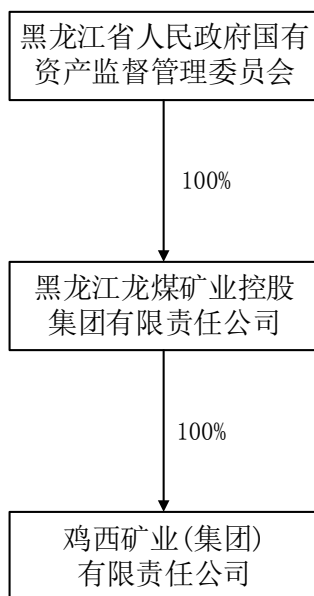 黑龙江省人民政府国有
资产监督管理委员会
100%
黑龙江龙煤矿业控股
集团有限责任公司
100%
鸡西矿业(集团)
有限责任公司